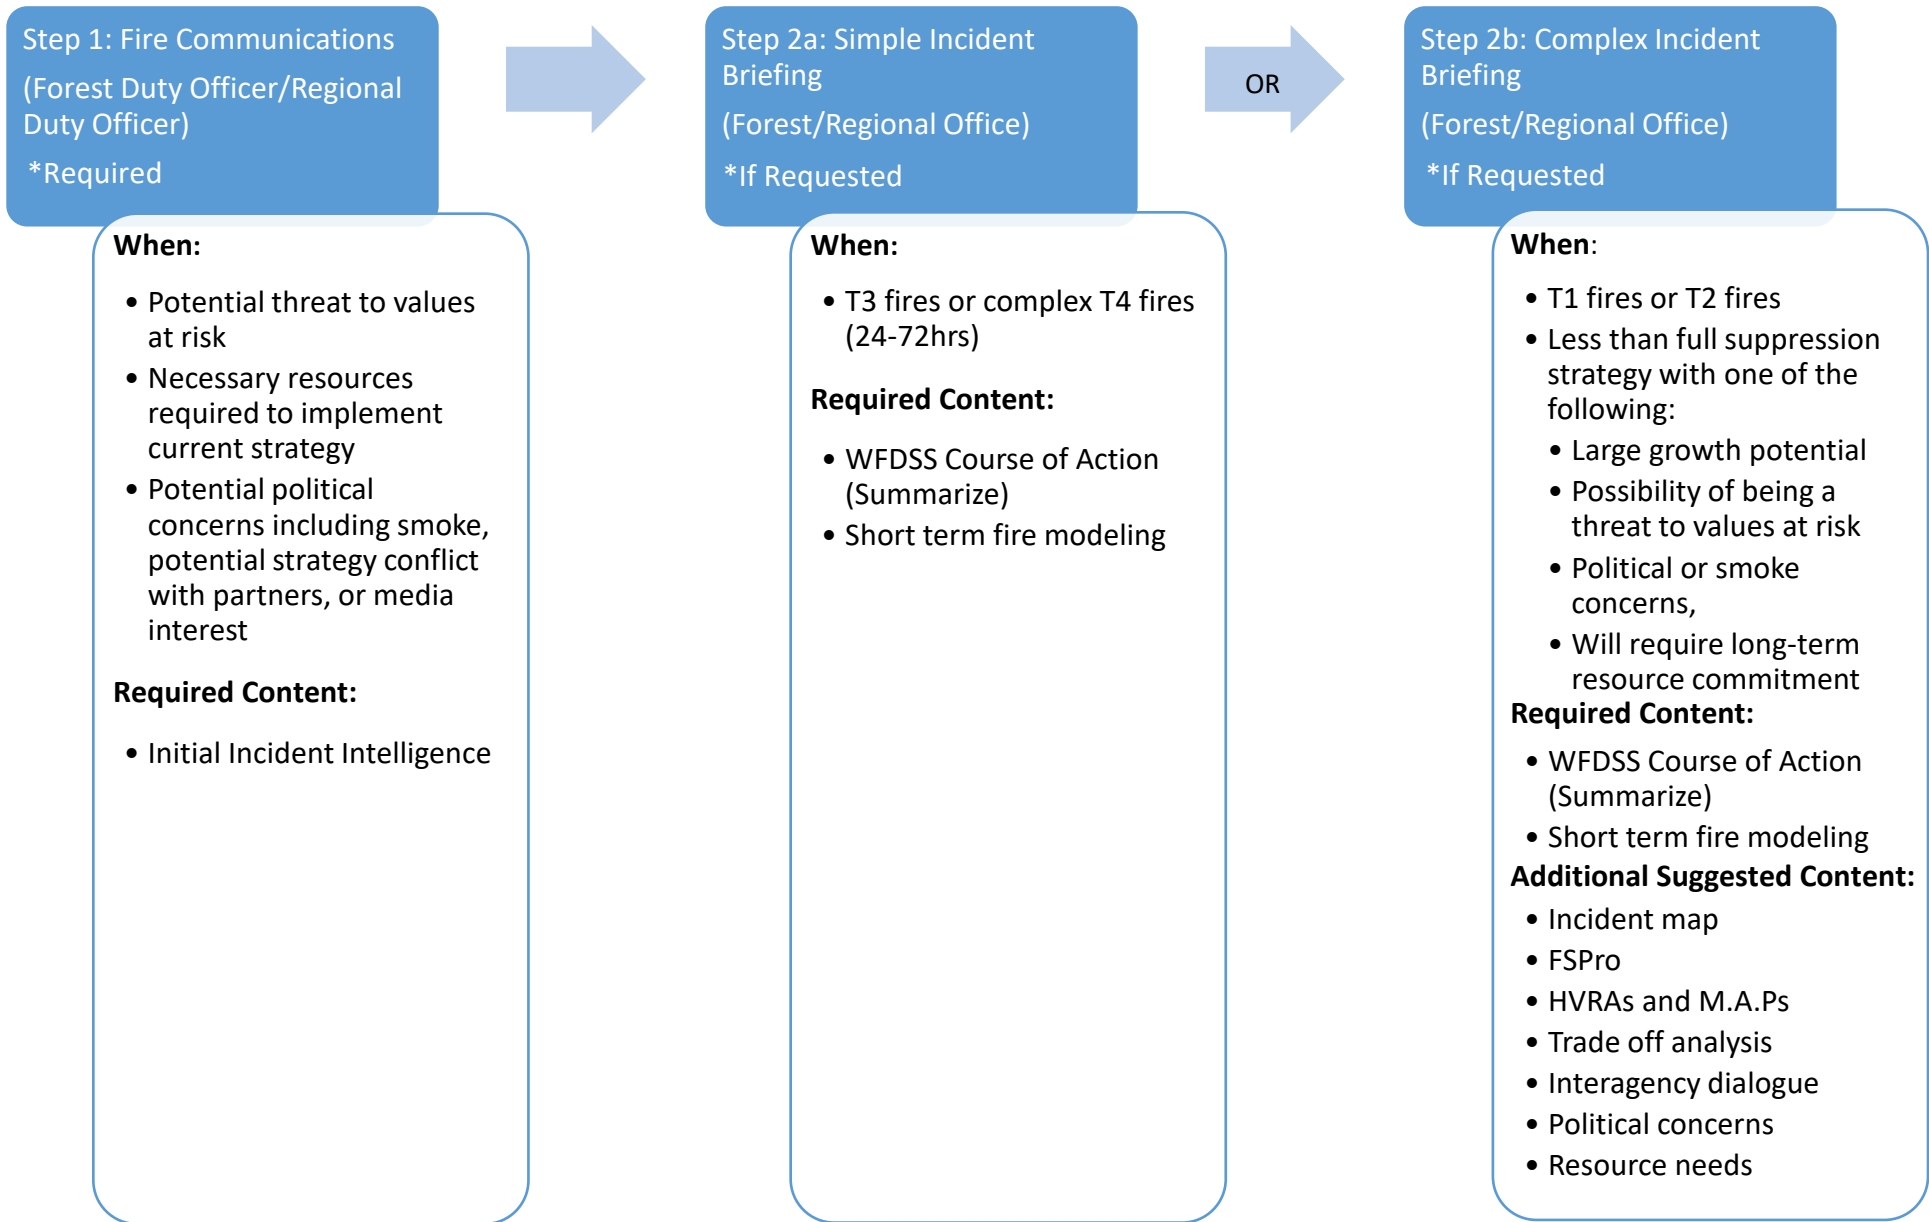 Step 1: Fire Communications
(Forest Duty Officer/Regional
Duty Officer)
*Required
When:
• Potential threat to values
at risk
• Necessary resources
required to implement
current strategy
• Potential political
concerns including smoke,
potential strategy conflict
with partners, or media
interest
Required Content:
• Initial Incident Intelligence
Step 2a: Simple Incident
Briefing
(Forest/Regional Office)
*If Requested
When:
• T3 fires or complex T4 fires
(24-72hrs)
Required Content:
• WFDSS Course of Action
(Summarize)
• Short term fire modeling
OR
Step 2b: Complex Incident
Briefing
(Forest/Regional Office)
*If Requested
When:
• T1 fires or T2 fires
• Less than full suppression
strategy with one of the
following:
• Large growth potential
• Possibility of being a
threat to values at risk
• Political or smoke
concerns,
• Will require long-term
resource commitment
Required Content:
• WFDSS Course of Action
(Summarize)
• Short term fire modeling
Additional Suggested Content:
• Incident map
• FSPro
• HVRAs and M.A.Ps
• Trade off analysis
• Interagency dialogue
• Political concerns
• Resource needs